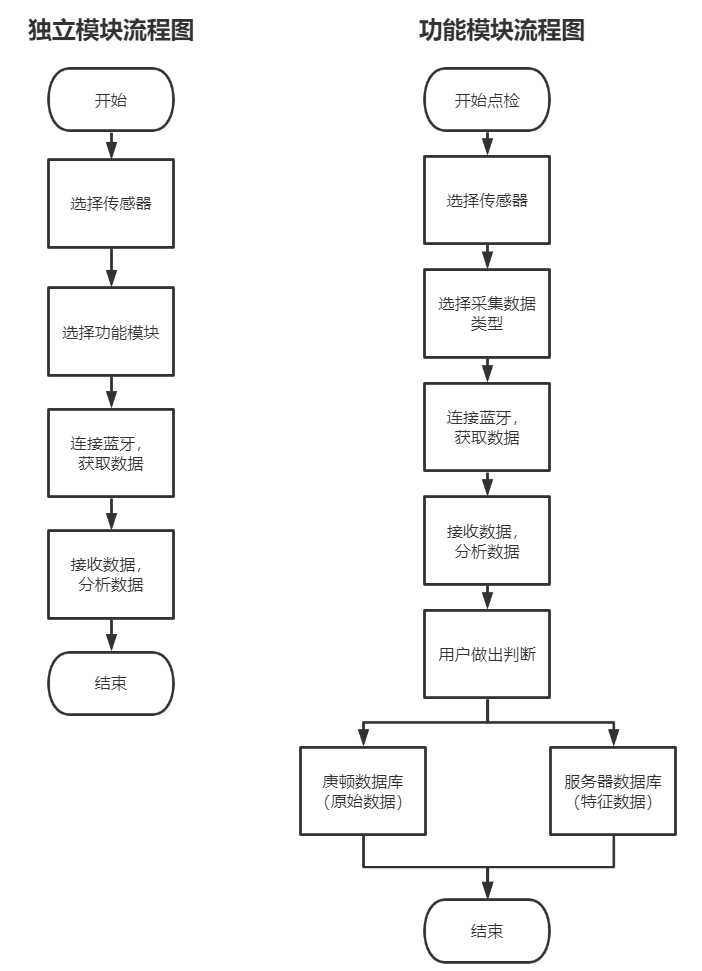 独立模块流程图
开始
选择传感器
选择功能模块
连接蓝牙，
获取数据
接收数据，
分析数据
结束
功能模块流程图
开始点检
选择传感器
选择采集数据
类型
连接蓝牙，
获取数据
接收数据，
分析数据
用户做出判断
庚顿数据库
（原始数据）
服务器数据库
（特征数据）
结束